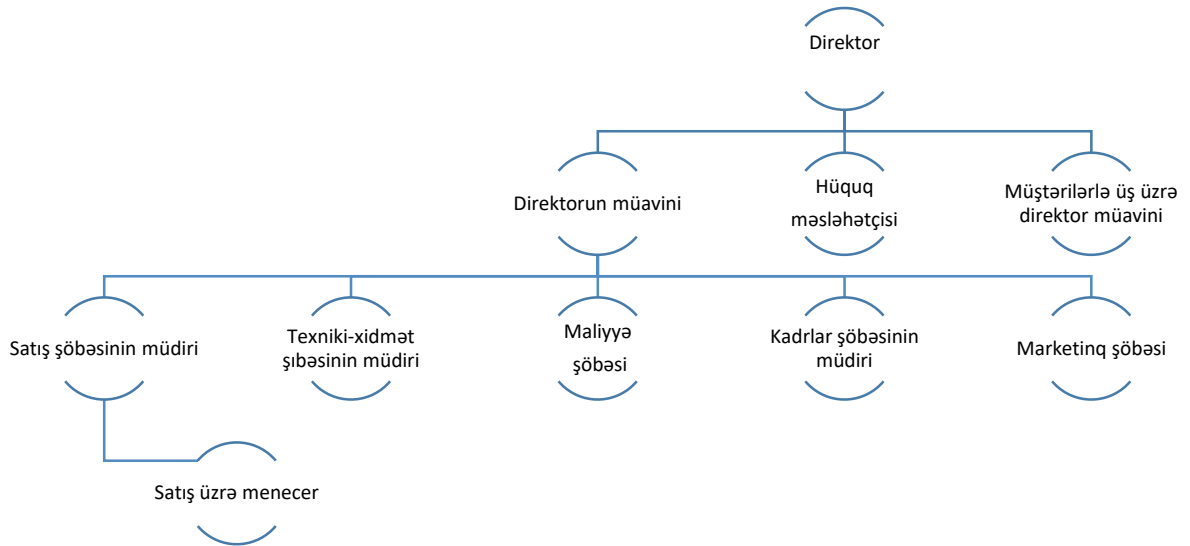 Direktor
Direktorun müavini
Hüquq
məsləhətçisi
Müştərilərlə üş üzrə
direktor müavini
Satış şöbəsinin müdiri
Texniki-xidmət
şıbəsinin müdiri
Maliyyə
şöbəsi
Kadrlar şöbəsinin
müdiri
Marketinq şöbəsi
Satış üzrə menecer